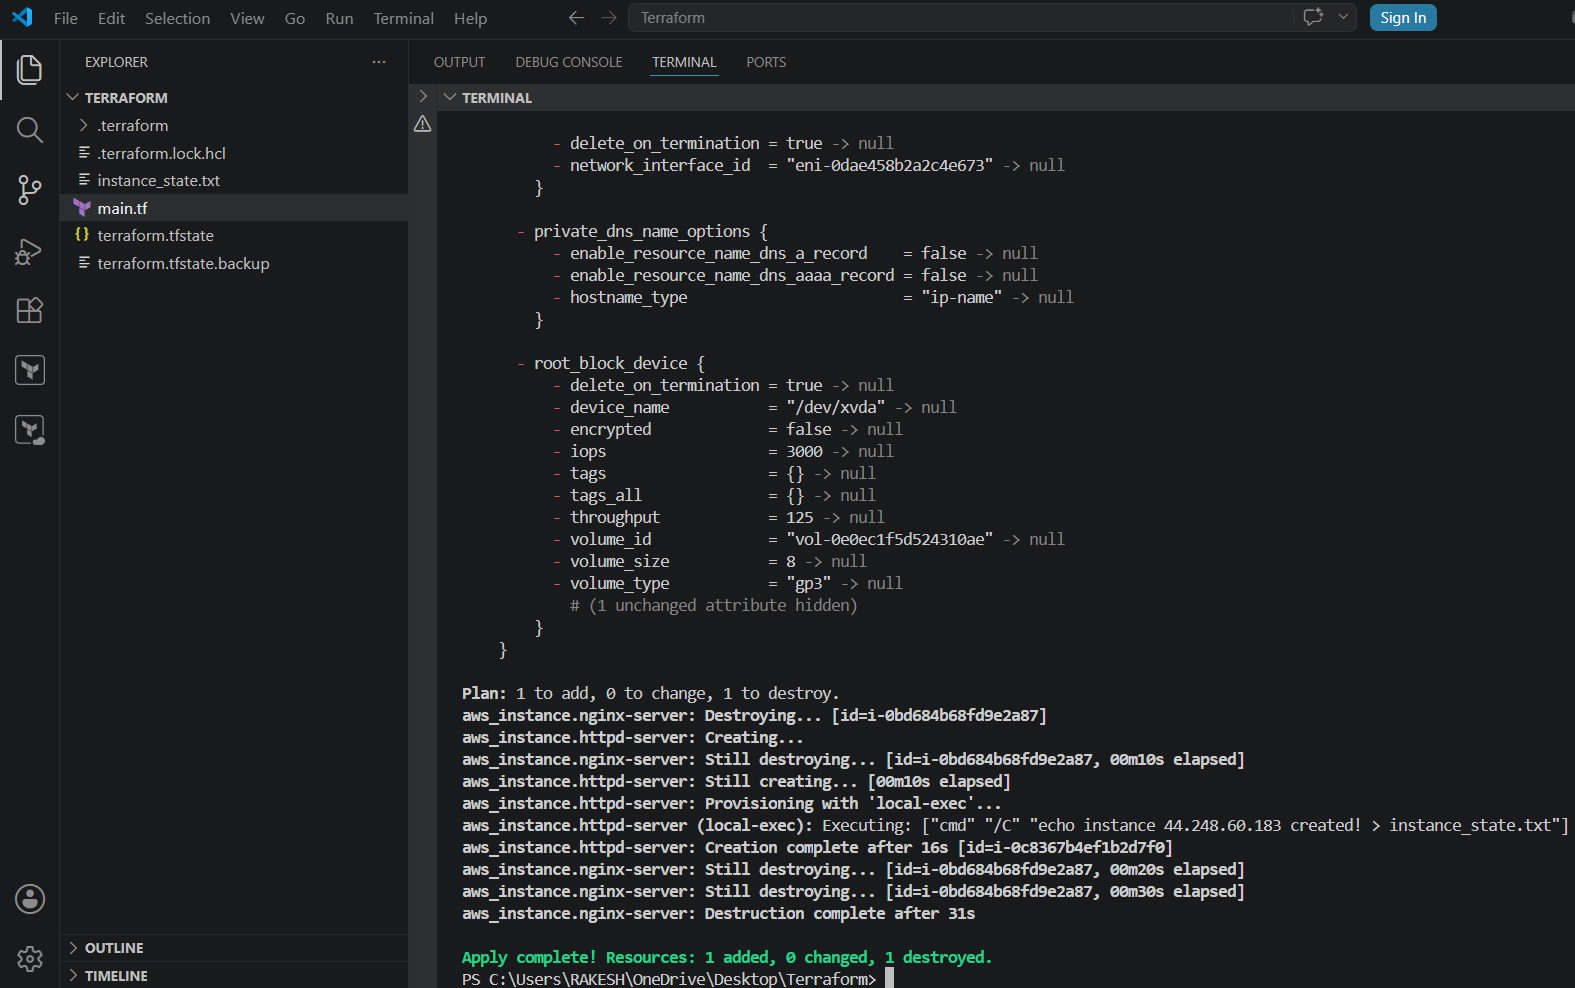 File Edit Selection View Go Run Terminal Help
Terraform
Sign In
EXPLORER
TERRAFORM
.terraform
.terraform.lock.hcl
instance_state.txt
main.tf
terraform.tfstate
terraform.tfstate.backup
OUTLINE
TIMELINE
OUTPUT DEBUG CONSOLE TERMINAL PORTS
TERMINAL
- delete_on_termination = true -> null
- network_interface_id  = "eni-0dae458b2a2c4e673" -> null
}
- private_dns_name_options {
- enable_resource_name_dns_a_record    = false -> null
- enable_resource_name_dns_aaaa_record = false -> null
- hostname_type                        = "ip-name" -> null
}
- root_block_device {
- delete_on_termination = true -> null
- device_name           = "/dev/xvda" -> null
- encrypted             = false -> null
- iops                  = 3000 -> null
- tags                  = {} -> null
- tags_all              = {} -> null
- throughput            = 125 -> null
- volume_id             = "vol-0e0ec1f5d524310ae" -> null
- volume_size           = 8 -> null
- volume_type           = "gp3" -> null
# (1 unchanged attribute hidden)
}
}
Plan: 1 to add, 0 to change, 1 to destroy.
aws_instance.nginx-server: Destroying... [id=i-0bd684b68fd9e2a87]
aws_instance.httpd-server: Creating...
aws_instance.nginx-server: Still destroying... [id=i-0bd684b68fd9e2a87, 00m10s elapsed]
aws_instance.httpd-server: Still creating... [00m10s elapsed]
aws_instance.httpd-server: Provisioning with 'local-exec'...
aws_instance.httpd-server (local-exec): Executing: ["cmd" "/C" "echo instance 44.248.60.183 created! > instance_state.txt"]
aws_instance.httpd-server: Creation complete after 16s [id=i-0c8367b4ef1b2d7f0]
aws_instance.nginx-server: Still destroying... [id=i-0bd684b68fd9e2a87, 00m20s elapsed]
aws_instance.nginx-server: Still destroying... [id=i-0bd684b68fd9e2a87, 00m30s elapsed]
aws_instance.nginx-server: Destruction complete after 31s
Apply complete! Resources: 1 added, 0 changed, 1 destroyed.
PS C:\Users\RAKESH\OneDrive\Desktop\Terraform>